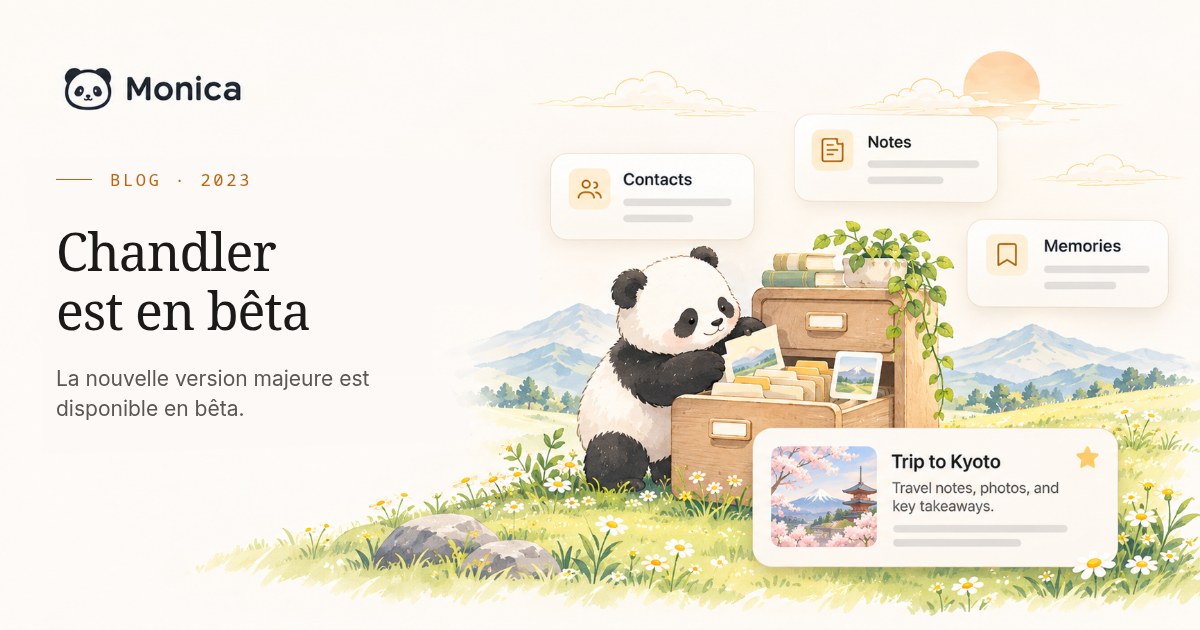 Monica
BLOG · 2023
Chandler
est en bêta
La nouvelle version majeure est
disponible en bêta.
Contacts
Notes
Memories
Trip to Kyoto
Travel notes, photos, and
key takeaways.